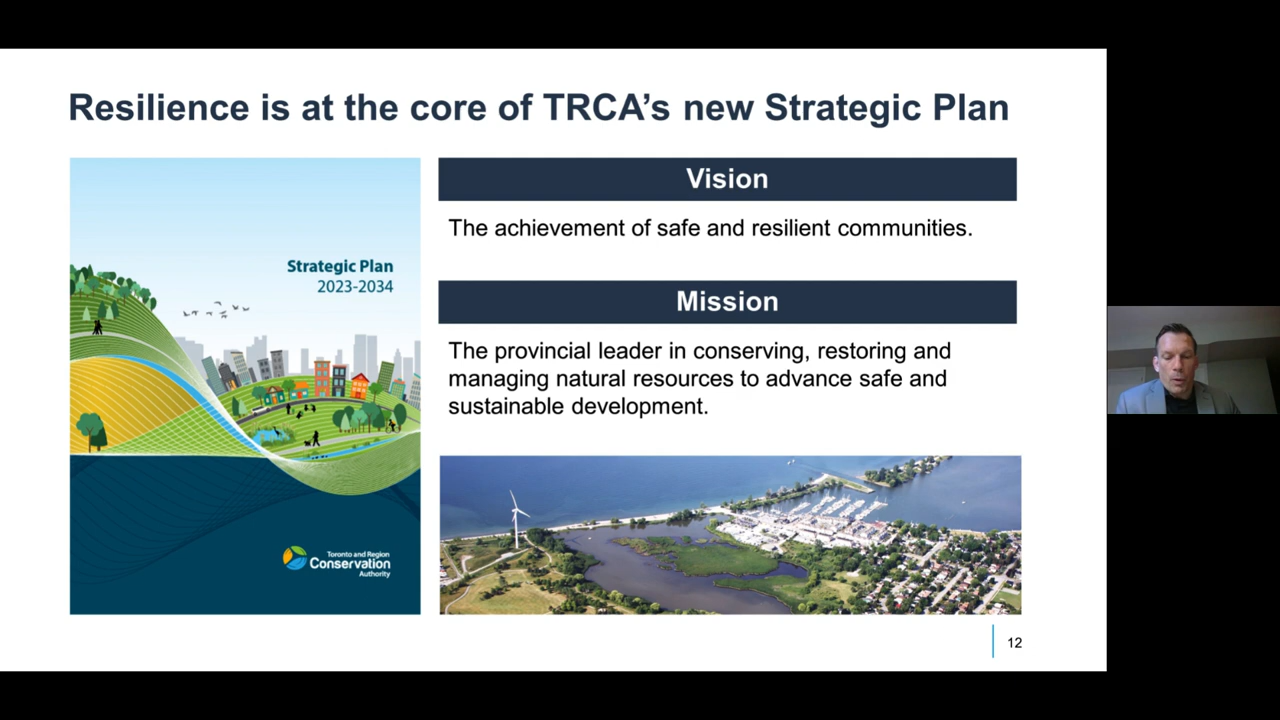 Resilience is at the core of TRCA's new Strategic Plan
Strategic Plan
2023-2034
Toronto and Region
Conservation
Authority
Vision
The achievement of safe and resilient communities.
Mission
The provincial leader in conserving, restoring and
managing natural resources to advance safe and
sustainable development.
12